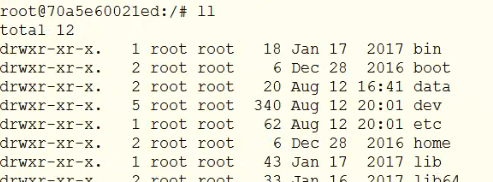 root@70a5e60021ed:/# ll
total 12
drwxr-xr-x.   1 root root   18 Jan 17  2017 bin
drwxr-xr-x.   2 root root    6 Dec 28  2016 boot
drwxr-xr-x.   2 root root   20 Aug 12 16:41 data
drwxr-xr-x.   5 root root  340 Aug 12 20:01 dev
drwxr-xr-x.   1 root root   62 Aug 12 20:01 etc
drwxr-xr-x.   2 root root    6 Dec 28  2016 home
drwxr-xr-x.   1 root root   43 Jan 17  2017 lib
drwxr-xr-x.   2 root root   33 Jan 16  2017 lib64